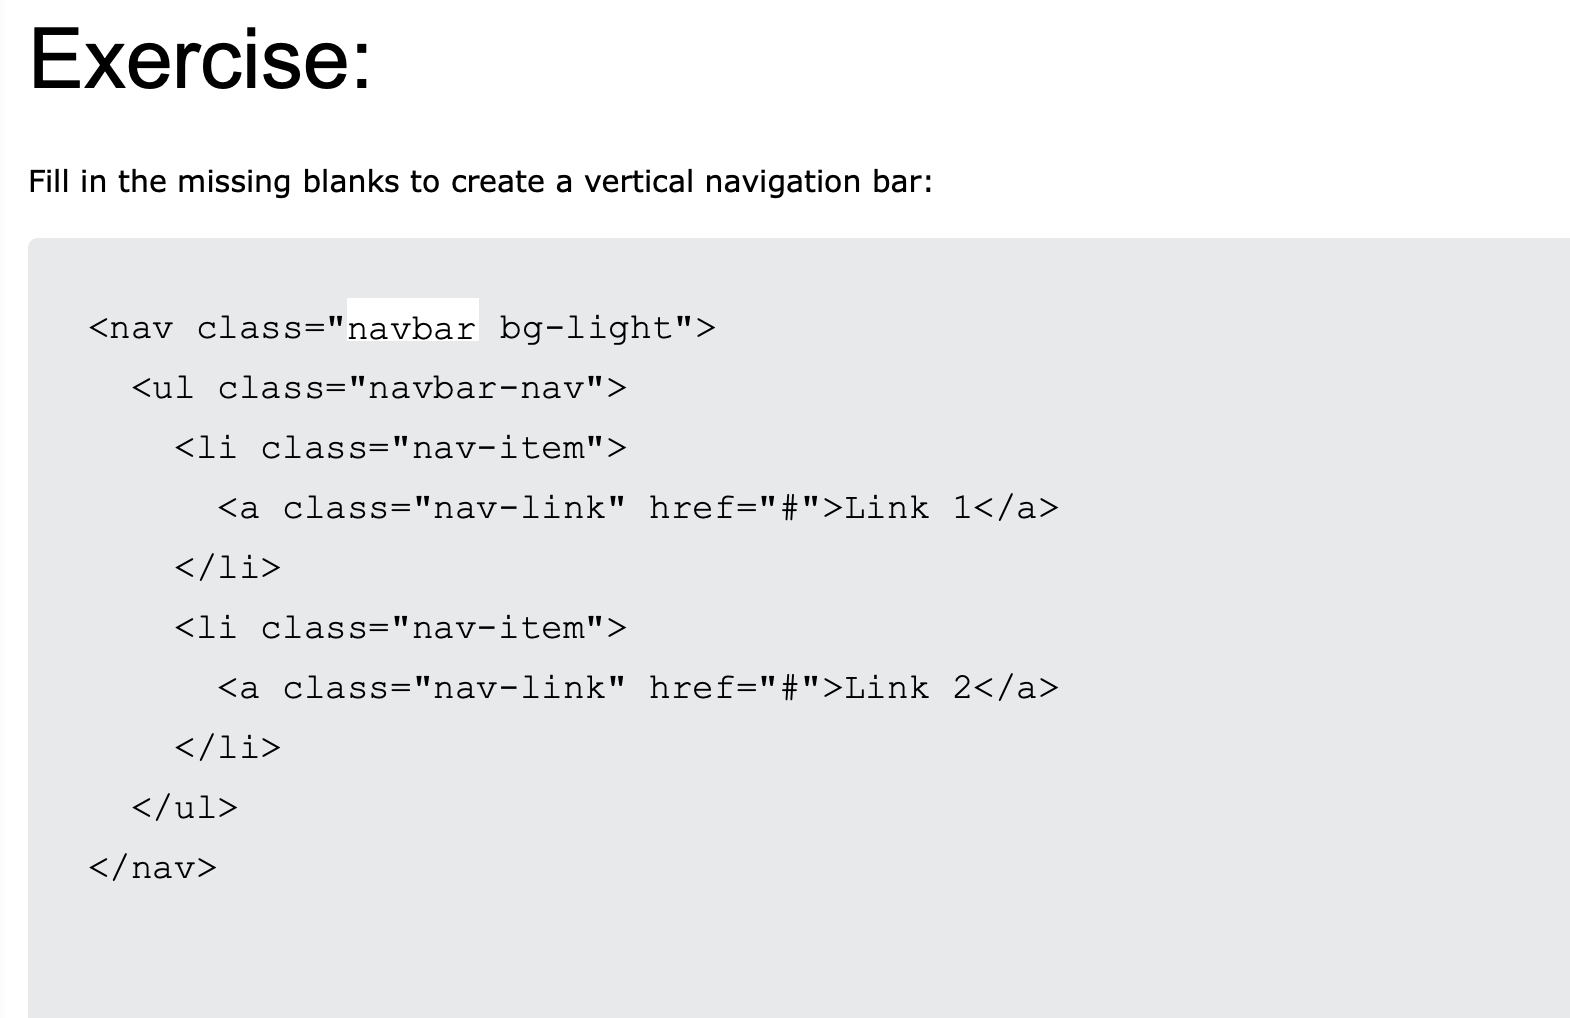 Exercise:
Fill in the missing blanks to create a vertical navigation bar:
<nav class="navbar bg-light">
<ul class="navbar-nav">
<li class="nav-item">
<a class="nav-link" href="#">Link 1</a>
</li>
<li class="nav-item">
<a class="nav-link" href="#">Link 2</a>
</li>
</ul>
</nav>